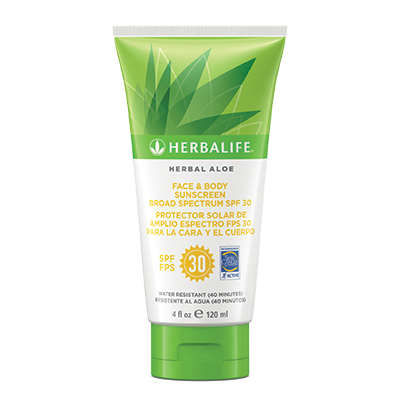 HERBALIFE.
HERBAL ALOE
FACE & BODY
SUNSCREEN
BROAD SPECTRUM SPF 30
PROTECTOR SOLAR DE
AMPLIO ESPECTRO FPS 30
PARA LA CARA Y EL CUERPO
SPF
FPS
30
RECOMMENDED
ACTIVE
WATER RESISTANT (40 MINUTES)
RESISTENTE AL AGUA (40 MINUTOS)
4 fl oz ℮ 120 ml